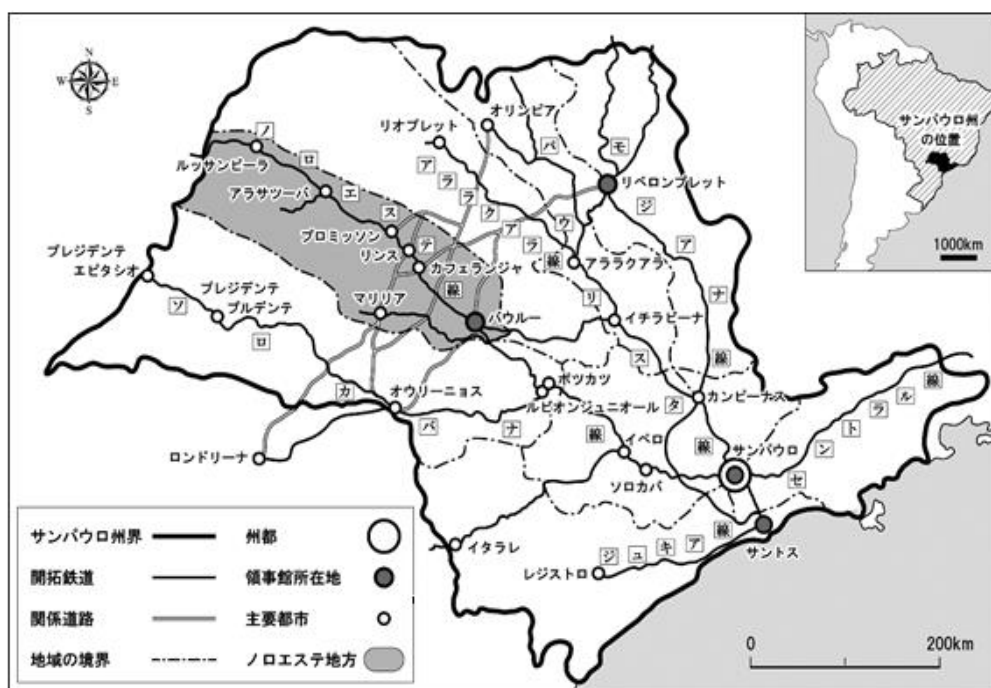 N
W
E
S
サンパウロ州
の位置
1000km
オリンピア
リオプレット
リベロンプレット
ルッサンビーラ
アラサツーバ
プロミッソン
リンス
カフェランジャ
マリリア
バウルー
アララクアラ
イチラピーナ
プレジデンテ
エピタシオ
プレジデンテ
プルデンテ
ボツカツ
ルビオンジュニオール
オウリーニョス
カンピーナス
ロンドリーナ
イペロ
ソロカバ
サンパウロ
サントス
イタラレ
レジストロ
ノロエステ線
アララクアラ線
パウリスタ線
モジアナ線
ソロカバナ線
セントラル線
ジュキア線
サンパウロ州界
州都
開拓鉄道
領事館所在地
関係道路
主要都市
地域の境界
ノロエステ地方
0
200km